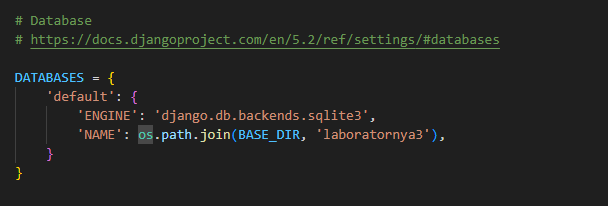 # Database
# https://docs.djangoproject.com/en/5.2/ref/settings/#databases
DATABASES = {
    'default': {
        'ENGINE': 'django.db.backends.sqlite3',
        'NAME': os.path.join(BASE_DIR, 'laboratornya3'),
    }
}